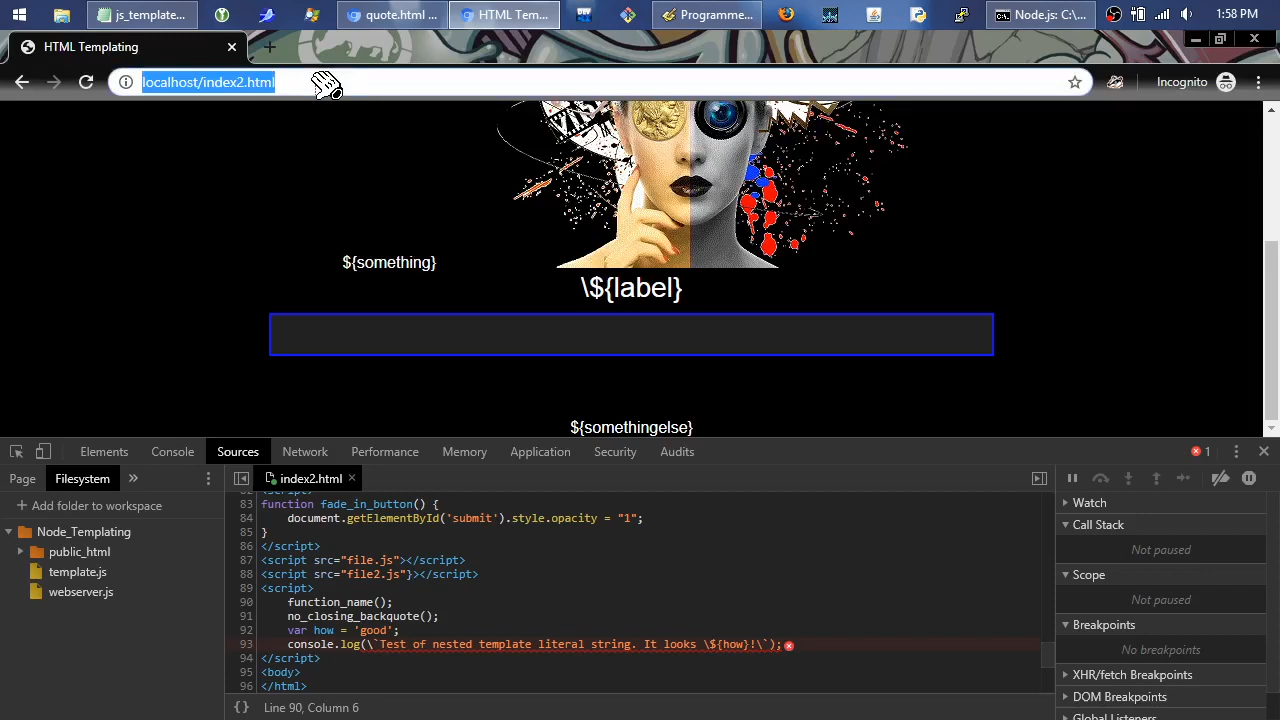 js_template...
quote.html ...
HTML Tem...
Programme...
Node.js: C:\...
1:58 PM
HTML Templating
localhost/index2.html
Incognito
${something}
\${label}
${somethingelse}
Elements
Console
Sources
Network
Performance
Memory
Application
Security
Audits
1
Page
Filesystem
index2.html
Add folder to workspace
Node_Templating
public_html
template.js
webserver.js
83 function fade_in_button() {
84 document.getElementById('submit').style.opacity = "1";
85 }
86 </script>
87 <script src="file.js"></script>
88 <script src="file2.js"}></script>
89 <script>
90 function_name();
91 no_closing_backquote();
92 var how = 'good';
93 console.log(\`Test of nested template literal string. It looks \${how}!\`);
94 </script>
95 <body>
96 </html>
{} Line 90, Column 6
Watch
Call Stack
Not paused
Scope
Not paused
Breakpoints
No breakpoints
XHR/fetch Breakpoints
DOM Breakpoints
Global Listeners